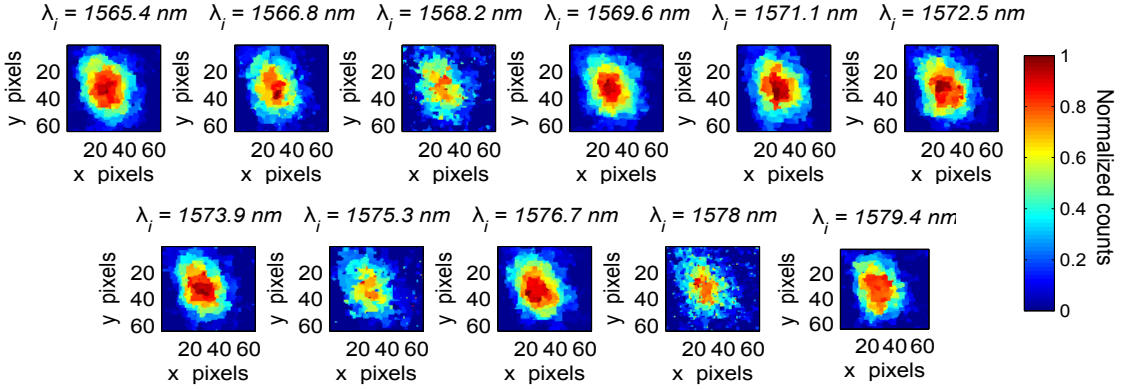 λi = 1565.4 nm
λi = 1566.8 nm
λi = 1568.2 nm
λi = 1569.6 nm
λi = 1571.1 nm
λi = 1572.5 nm
y pixels
20
40
60
20 40 60
x pixels
y pixels
20
40
60
20 40 60
x pixels
y pixels
20
40
60
20 40 60
x pixels
y pixels
20
40
60
20 40 60
x pixels
y pixels
20
40
60
20 40 60
x pixels
y pixels
20
40
60
20 40 60
x pixels
λi = 1573.9 nm
λi = 1575.3 nm
λi = 1576.7 nm
λi = 1578 nm
λi = 1579.4 nm
y pixels
20
40
60
20 40 60
x pixels
y pixels
20
40
60
20 40 60
x pixels
y pixels
20
40
60
20 40 60
x pixels
y pixels
20
40
60
20 40 60
x pixels
y pixels
20
40
60
20 40 60
x pixels
1
0.8
0.6
0.4
0.2
0
Normalized counts